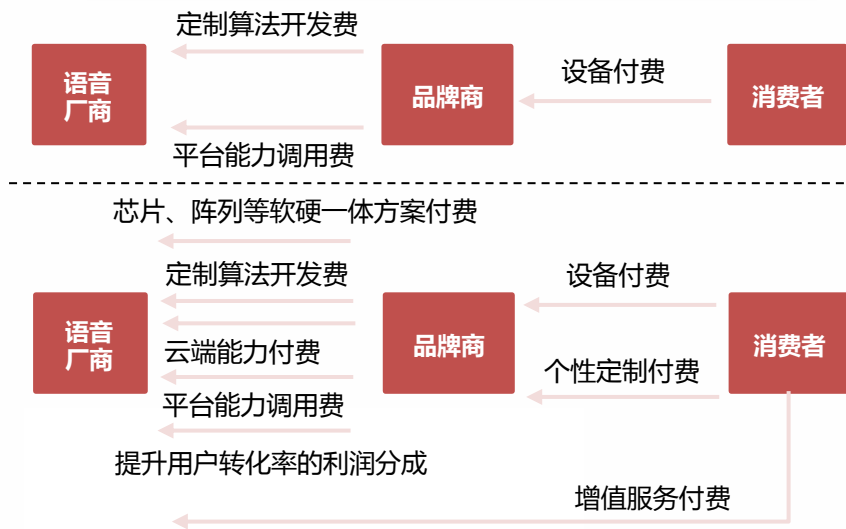 定制算法开发费
语音
厂商
品牌商
设备付费
消费者
平台能力调用费
芯片、阵列等软硬一体方案付费
定制算法开发费
设备付费
语音
厂商
品牌商
消费者
云端能力付费
个性定制付费
平台能力调用费
提升用户转化率的利润分成
增值服务付费